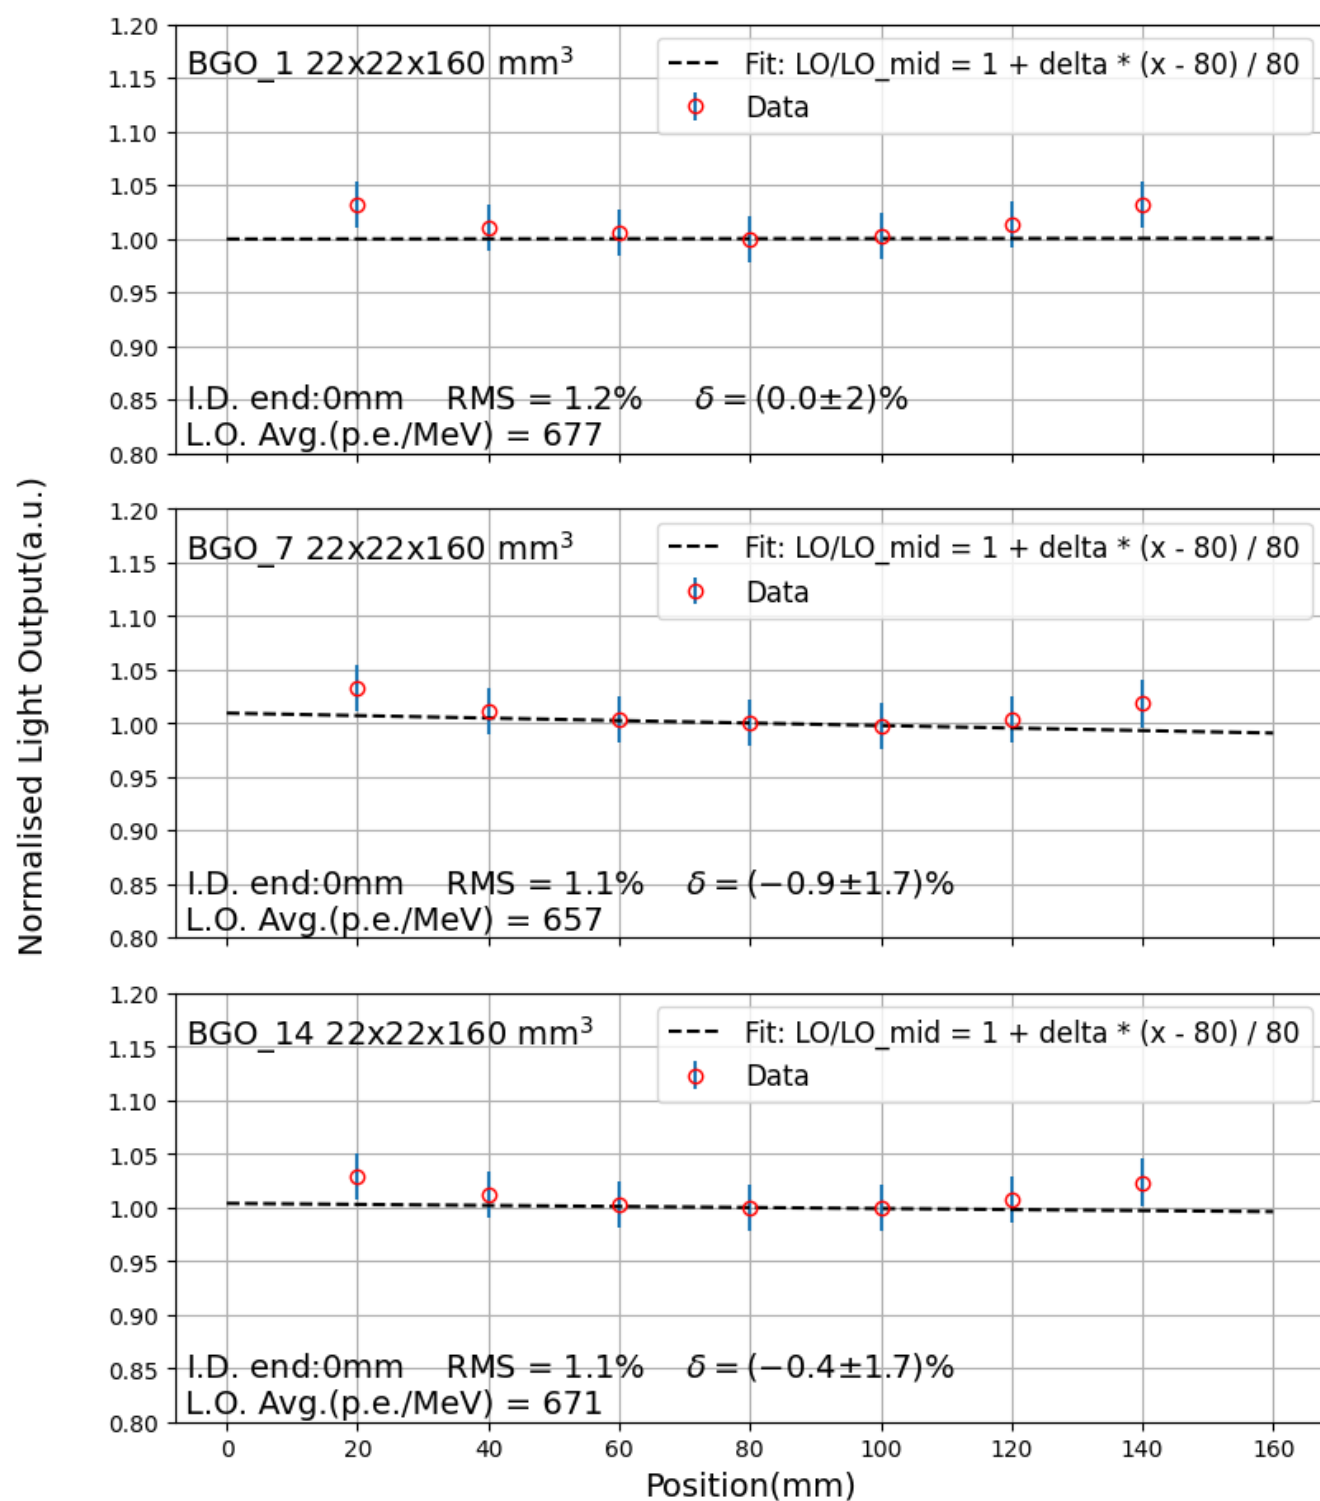 Normalised Light Output(a.u.)
1.20
1.15
1.10
1.05
1.00
0.95
0.90
0.85
0.80
BGO_1 22x22x160 mm³
Fit: LO/LO_mid = 1 + delta * (x - 80) / 80
Data
I.D. end:0mm RMS = 1.2% δ = (0.0±2)%
L.O. Avg.(p.e./MeV) = 677
1.20
1.15
1.10
1.05
1.00
0.95
0.90
0.85
0.80
BGO_7 22x22x160 mm³
Fit: LO/LO_mid = 1 + delta * (x - 80) / 80
Data
I.D. end:0mm RMS = 1.1% δ = (−0.9±1.7)%
L.O. Avg.(p.e./MeV) = 657
1.20
1.15
1.10
1.05
1.00
0.95
0.90
0.85
0.80
BGO_14 22x22x160 mm³
Fit: LO/LO_mid = 1 + delta * (x - 80) / 80
Data
I.D. end:0mm RMS = 1.1% δ = (−0.4±1.7)%
L.O. Avg.(p.e./MeV) = 671
0 20 40 60 80 100 120 140 160
Position(mm)